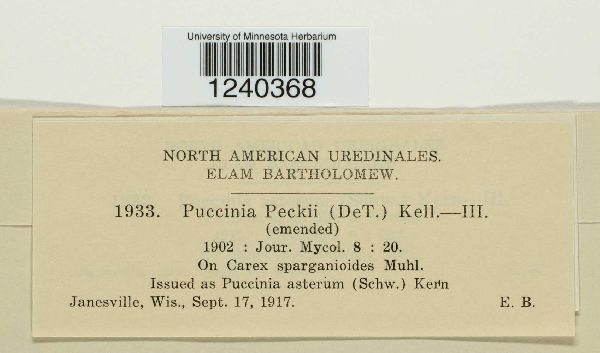 University of Minnesota Herbarium
1240368
NORTH AMERICAN UREDINALES.
ELAM BARTHOLOMEW.
1933. Puccinia Peckii (DeT.) Kell.—III.
(emended)
1902 : Jour. Mycol. 8 : 20.
On Carex sparganioides Muhl.
Issued as Puccinia asterum (Schw.) Kern
Janesville, Wis., Sept. 17, 1917. E. B.